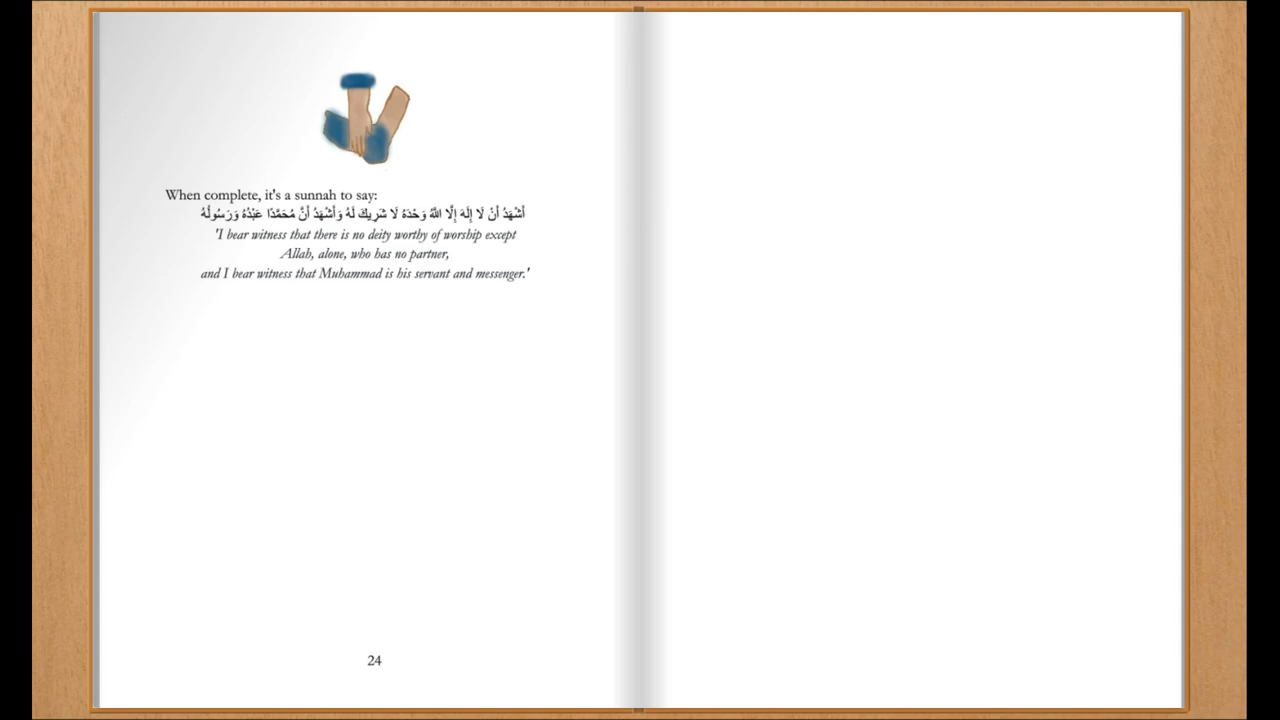 When complete, it's a sunnah to say:
أَشْهَدُ أَنْ لَا إِلَهَ إِلَّا اللَّهُ وَحْدَهُ لَا شَرِيكَ لَهُ وَأَشْهَدُ أَنَّ مُحَمَّدًا عَبْدُهُ وَرَسُولُهُ
'I bear witness that there is no deity worthy of worship except
Allah, alone, who has no partner,
and I bear witness that Muhammad is his servant and messenger.'
24